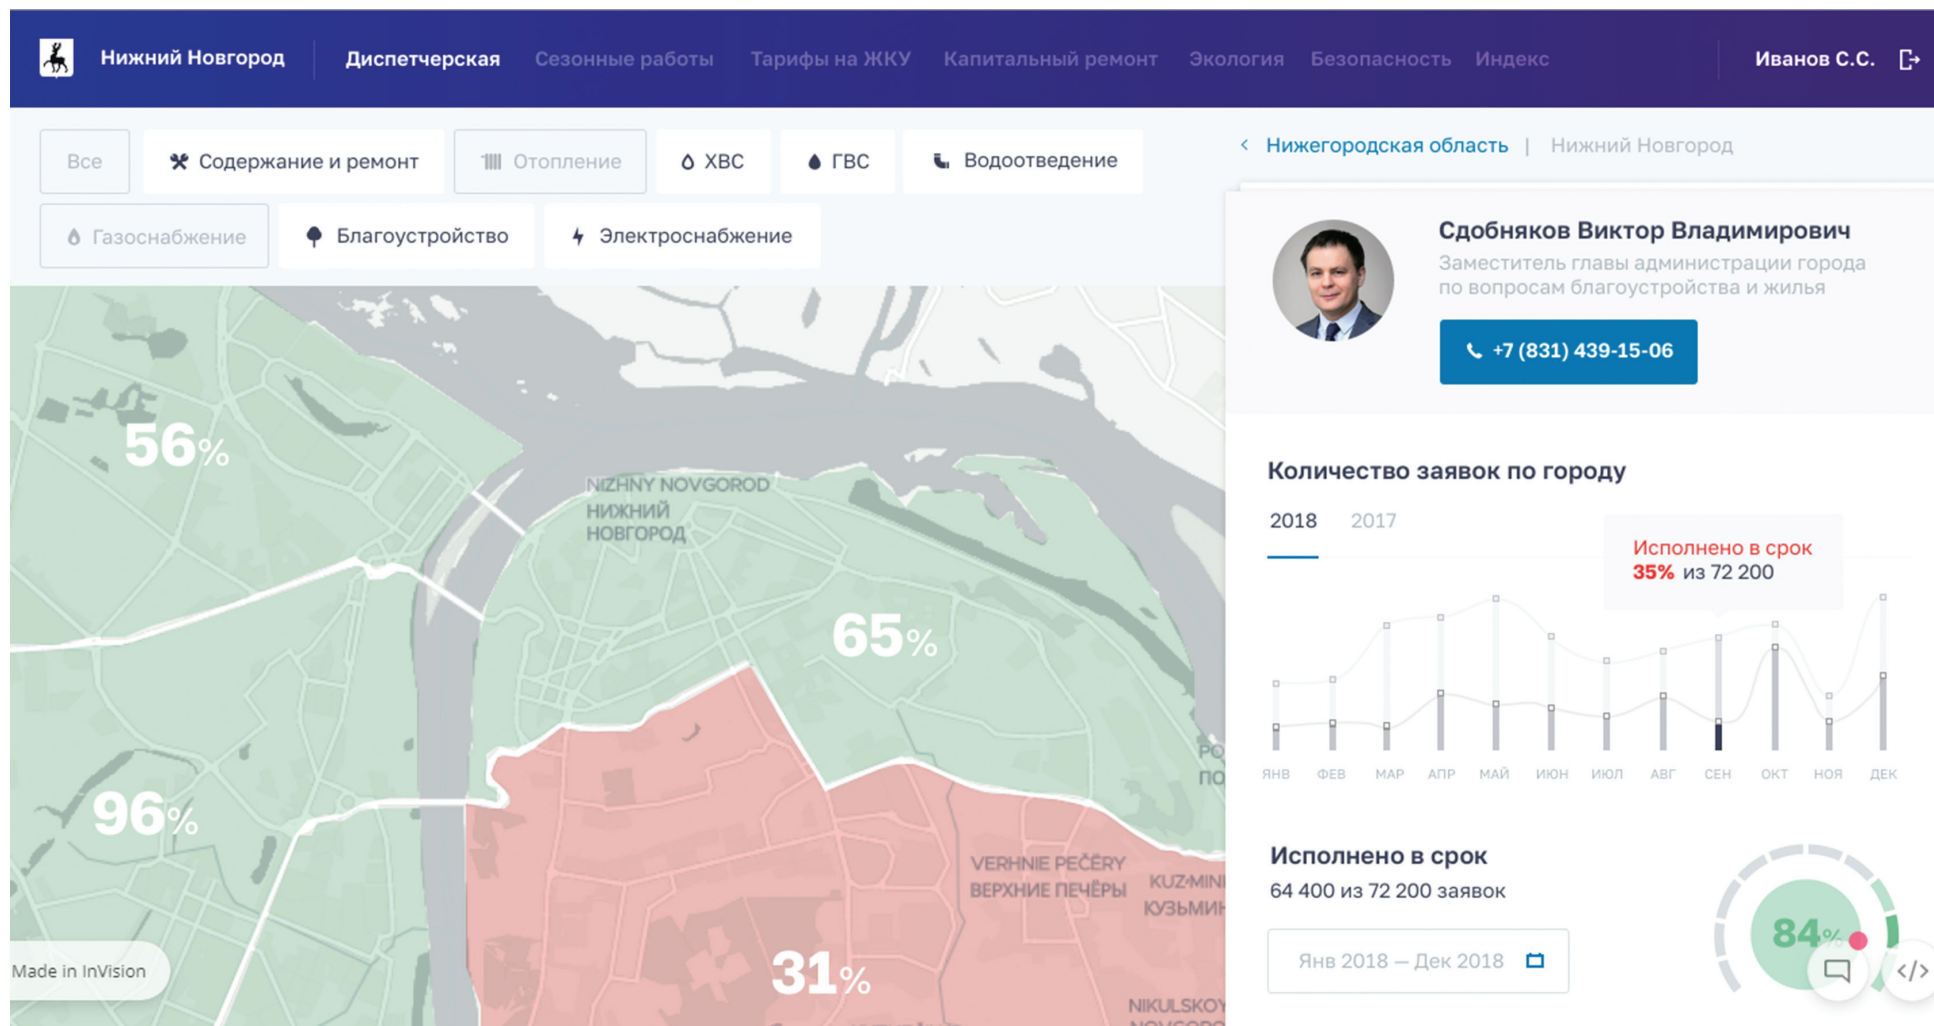 Нижний Новгород
Диспетчерская
Сезонные работы
Тарифы на ЖКУ
Капитальный ремонт
Экология
Безопасность
Индекс
Иванов С.С.
Все
Содержание и ремонт
Отопление
ХВС
ГВС
Водоотведение
Газоснабжение
Благоустройство
Электроснабжение
56%
NIZHNY NOVGOROD
НИЖНИЙ
НОВГОРОД
65%
96%
VERHNIE PEČËRY
ВЕРХНИЕ ПЕЧЁРЫ
31%
Made in InVision
< Нижегородская область | Нижний Новгород
Сдобняков Виктор Владимирович
Заместитель главы администрации города
по вопросам благоустройства и жилья
+7 (831) 439-15-06
Количество заявок по городу
2018 2017
Исполнено в срок
35% из 72 200
ЯНВ ФЕВ МАР АПР МАЙ ИЮН ИЮЛ АВГ СЕН ОКТ НОЯ ДЕК
Исполнено в срок
64 400 из 72 200 заявок
84%
Янв 2018 — Дек 2018